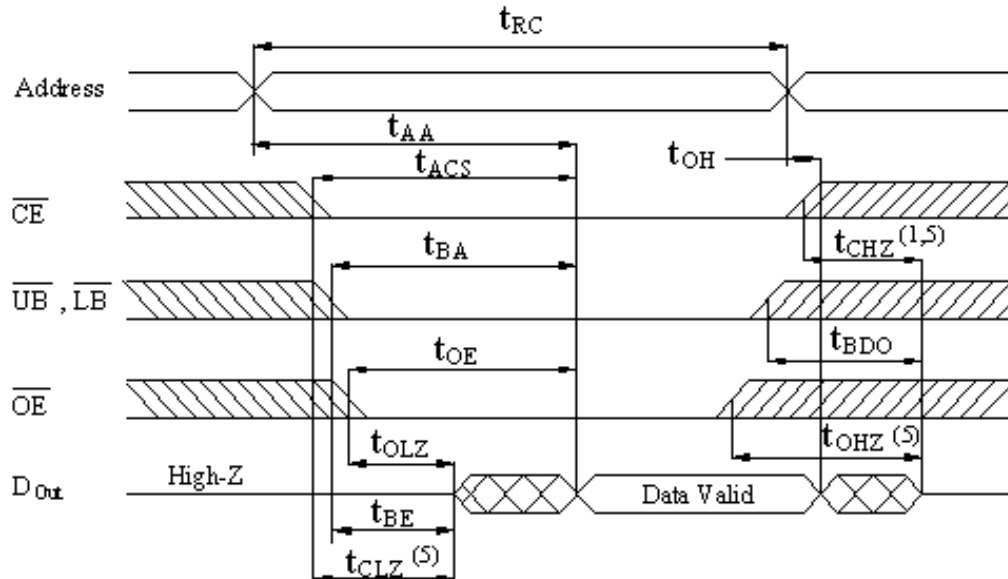 tRC
Address
tAA
tOH
tACS
CE
tCHZ (1,5)
tBA
UB , LB
tBDO
tOE
OE
tOLZ
tOHZ (5)
High-Z
DOut
Data Valid
tBE
tCLZ (5)